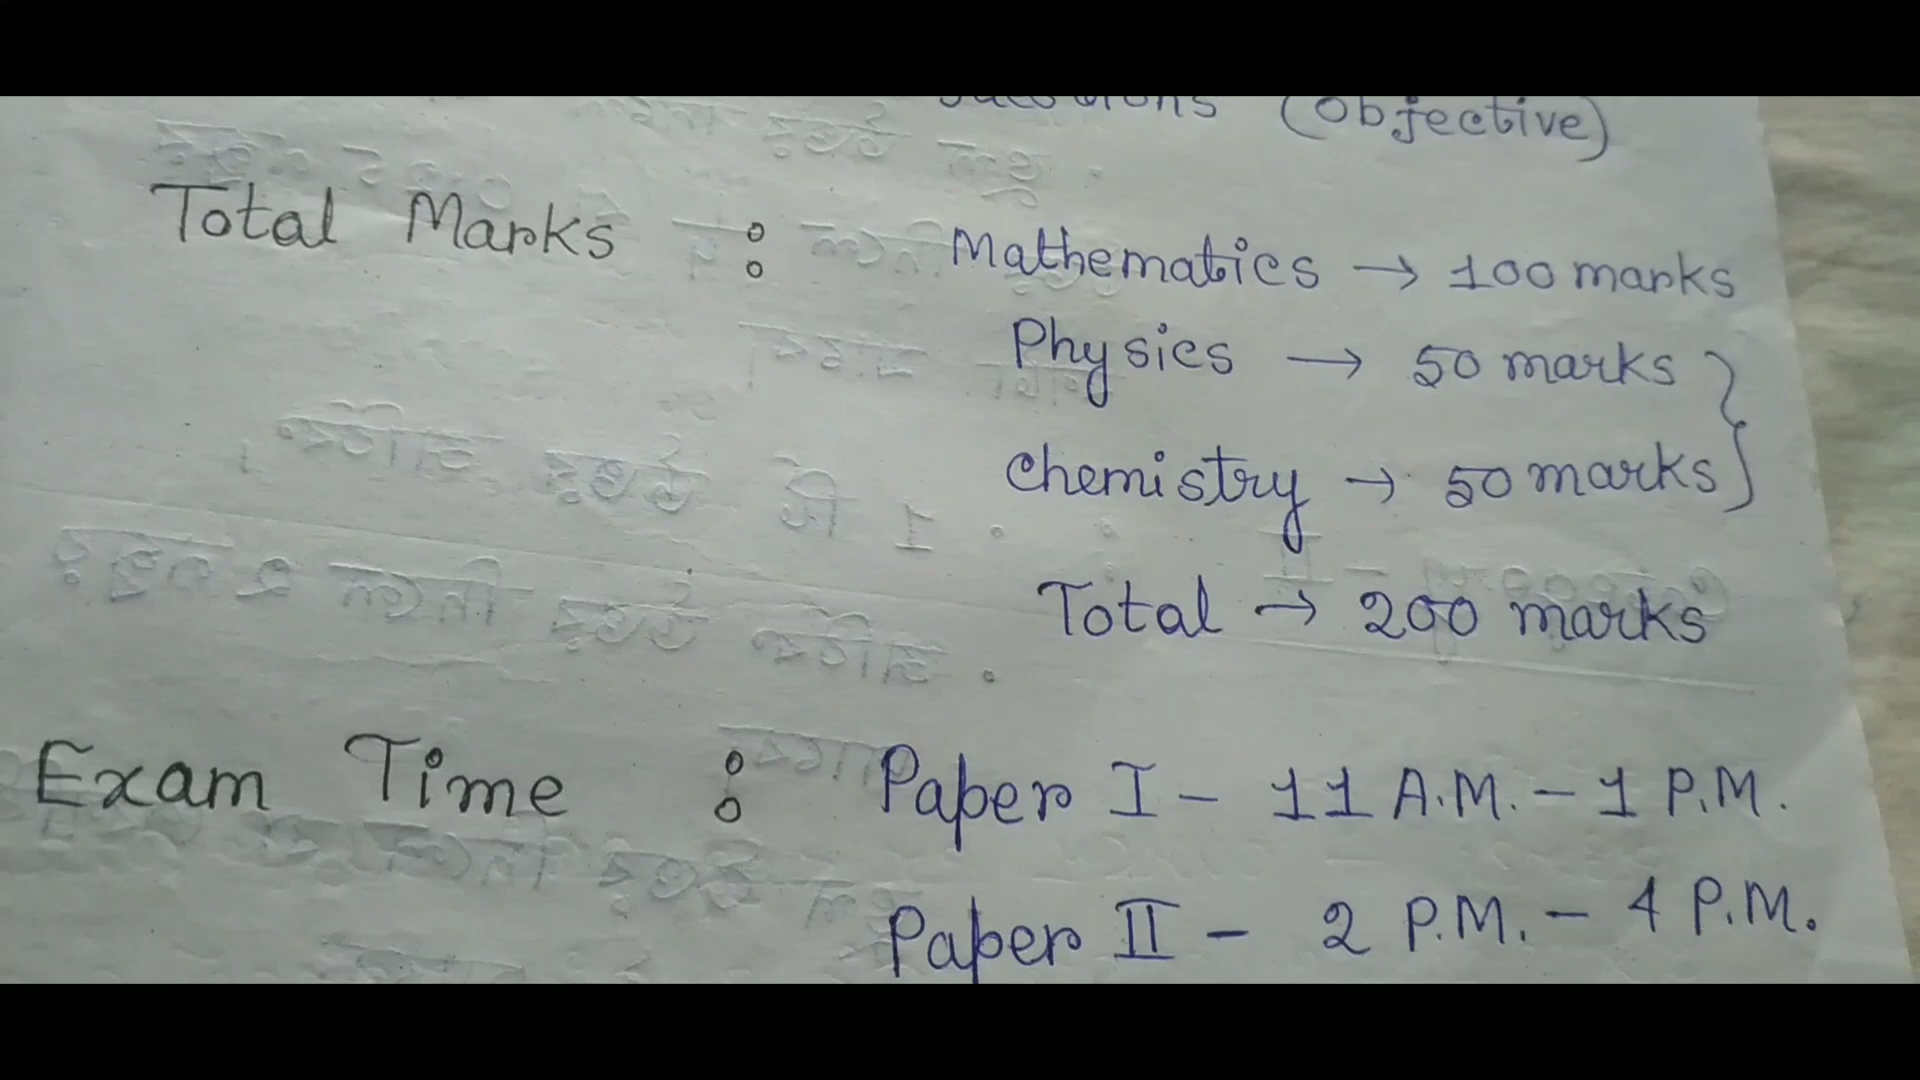 (Objective)
Total Marks : Mathematics → 100 marks
Physics → 50 marks }
Chemistry → 50 marks
Total → 200 marks
Exam Time : Paper I - 11 A.M. - 1 P.M.
Paper II - 2 P.M. - 4 P.M.